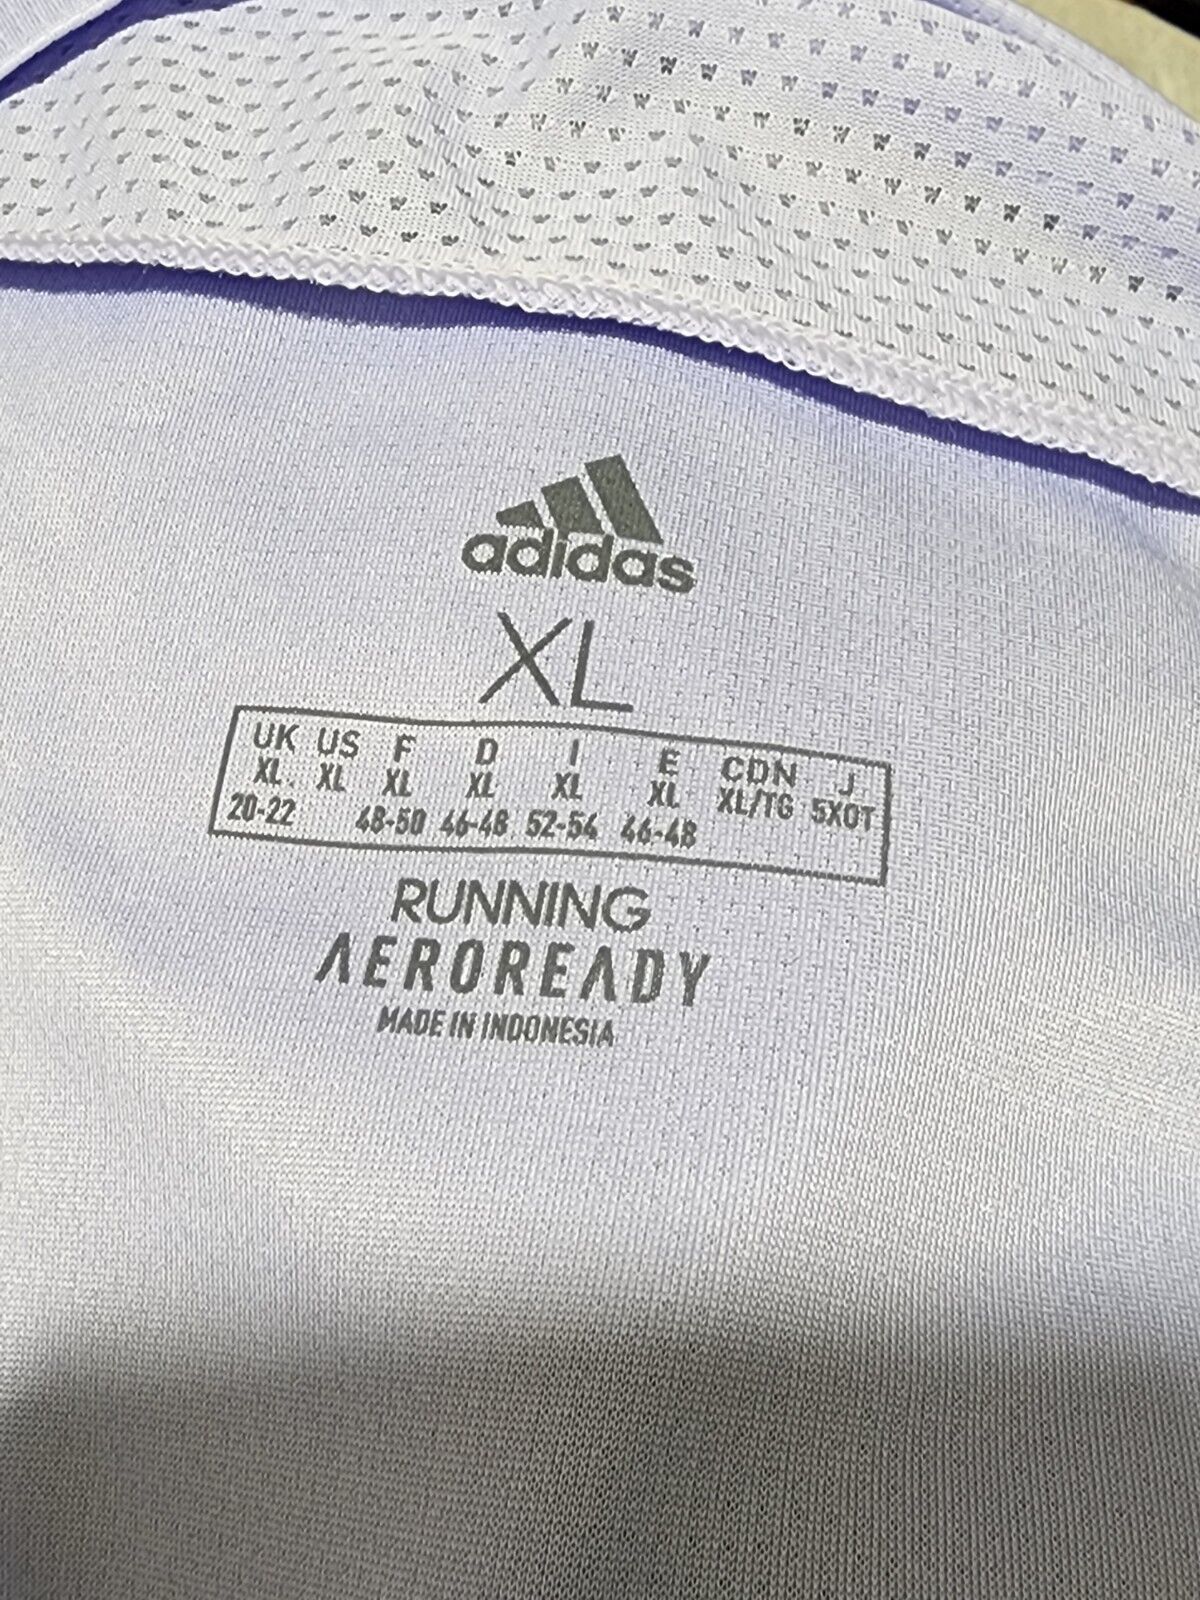 adidas
XL
UK US F D I E CDN J
XL XL XL XL XL XL XL/TG 5XOT
20-22 48-50 46-48 52-54 46-48
RUNNING
AEROREADY
MADE IN INDONESIA